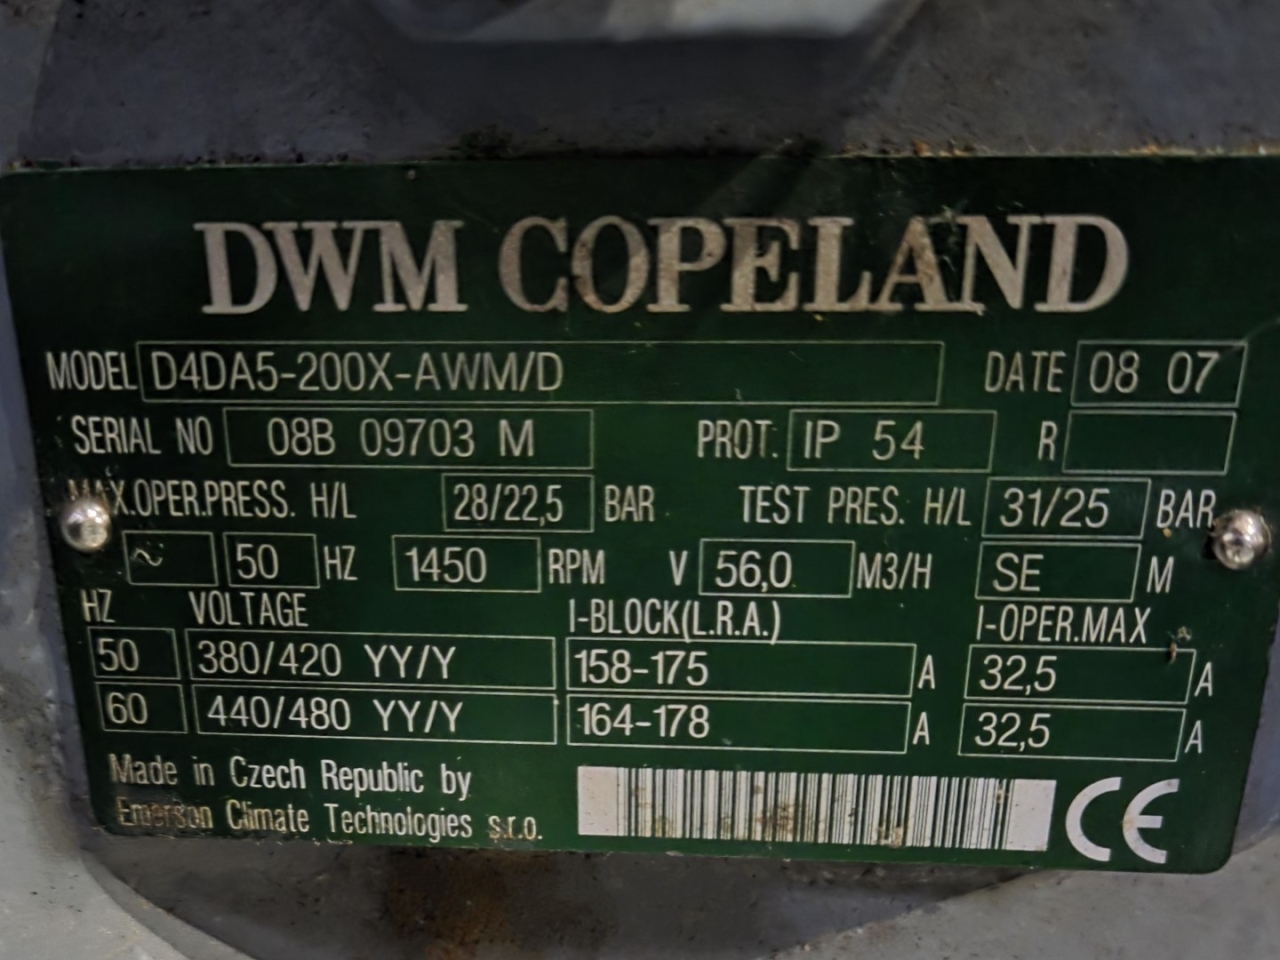 DWM COPELAND
MODEL D4DA5-200X-AWM/D DATE 08 07
SERIAL NO 08B 09703 M PROT. IP 54 R
MAX.OPER.PRESS. H/L 28/22,5 BAR TEST PRES. H/L 31/25 BAR
~ 50 HZ 1450 RPM V 56,0 M3/H SE M
HZ VOLTAGE I-BLOCK(L.R.A.) I-OPER.MAX
50 380/420 YY/Y 158-175 A 32,5 A
60 440/480 YY/Y 164-178 A 32,5 A
Made in Czech Republic by
Emerson Climate Technologies s.r.o.
CE